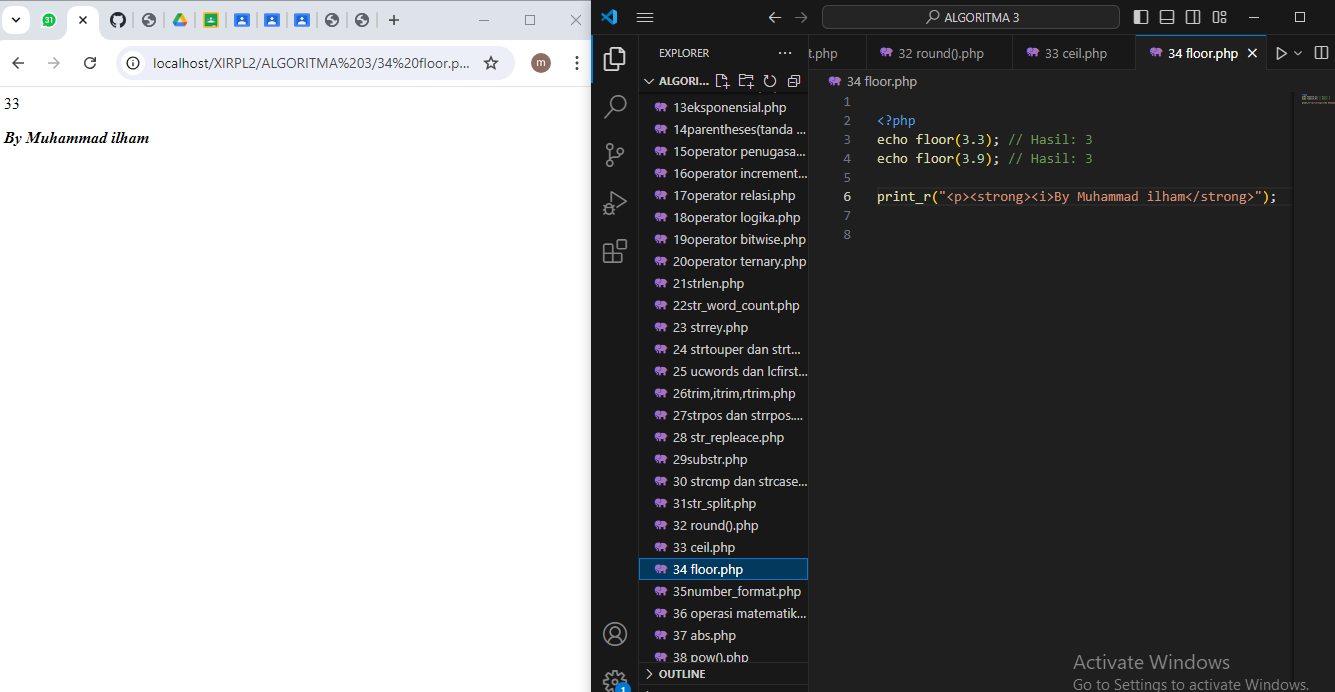 31
localhost/XIRPL2/ALGORITMA%203/34%20floor.p...
m
33
By Muhammad ilham
ALGORITMA 3
EXPLORER
ALGORI...
13eksponensial.php
14parentheses(tanda ...
15operator penugasa...
16operator increment...
17operator relasi.php
18operator logika.php
19operator bitwise.php
20operator ternary.php
21strlen.php
22str_word_count.php
23 strrey.php
24 strtouper dan strt...
25 ucwords dan lcfirst...
26trim,itrim,rtrim.php
27strpos dan strrpos....
28 str_repleace.php
29substr.php
30 strcmp dan strcase...
31str_split.php
32 round().php
33 ceil.php
34 floor.php
35number_format.php
36 operasi matematik...
37 abs.php
38 pow().php
OUTLINE
1
t.php
32 round().php
33 ceil.php
34 floor.php
34 floor.php
1
2 <?php
3 echo floor(3.3); // Hasil: 3
4 echo floor(3.9); // Hasil: 3
5
6 print_r("<p><strong><i>By Muhammad ilham</strong>");
7
8
Activate Windows
Go to Settings to activate Windows.